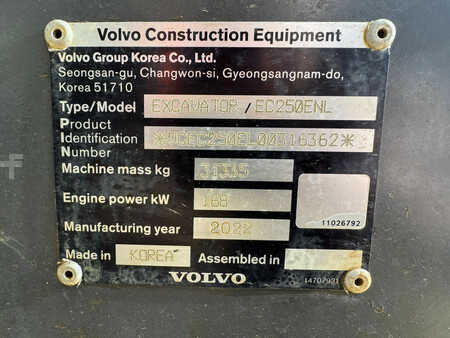 Volvo Construction Equipment
Volvo Group Korea Co., Ltd.
Seongsan-gu, Changwon-si, Gyeongsangnam-do,
Korea 51710
Type/Model EXCAVATOR / EC250ENL
Product
Identification
Number
Machine mass kg
Engine power kW 188
Manufacturing year 2022
11026792
Made in KOREA Assembled in
VOLVO